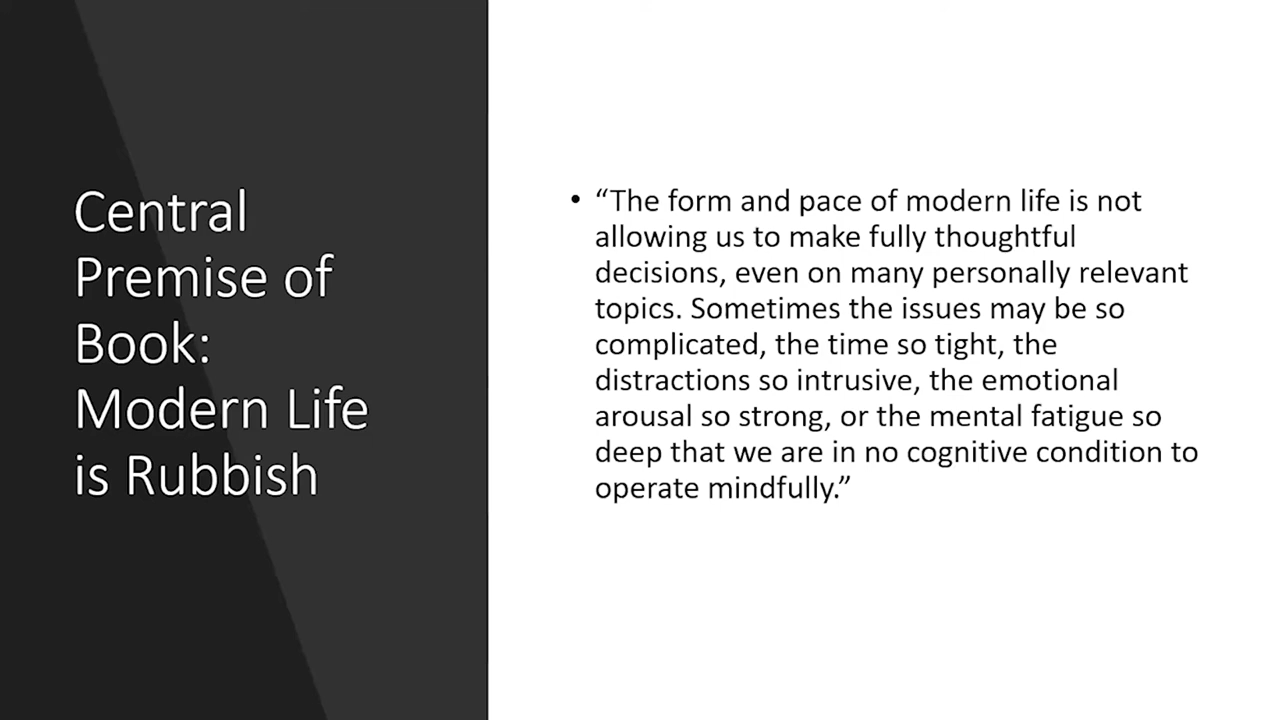 Central
Premise of
Book:
Modern Life
is Rubbish
• “The form and pace of modern life is not
allowing us to make fully thoughtful
decisions, even on many personally relevant
topics. Sometimes the issues may be so
complicated, the time so tight, the
distractions so intrusive, the emotional
arousal so strong, or the mental fatigue so
deep that we are in no cognitive condition to
operate mindfully.”